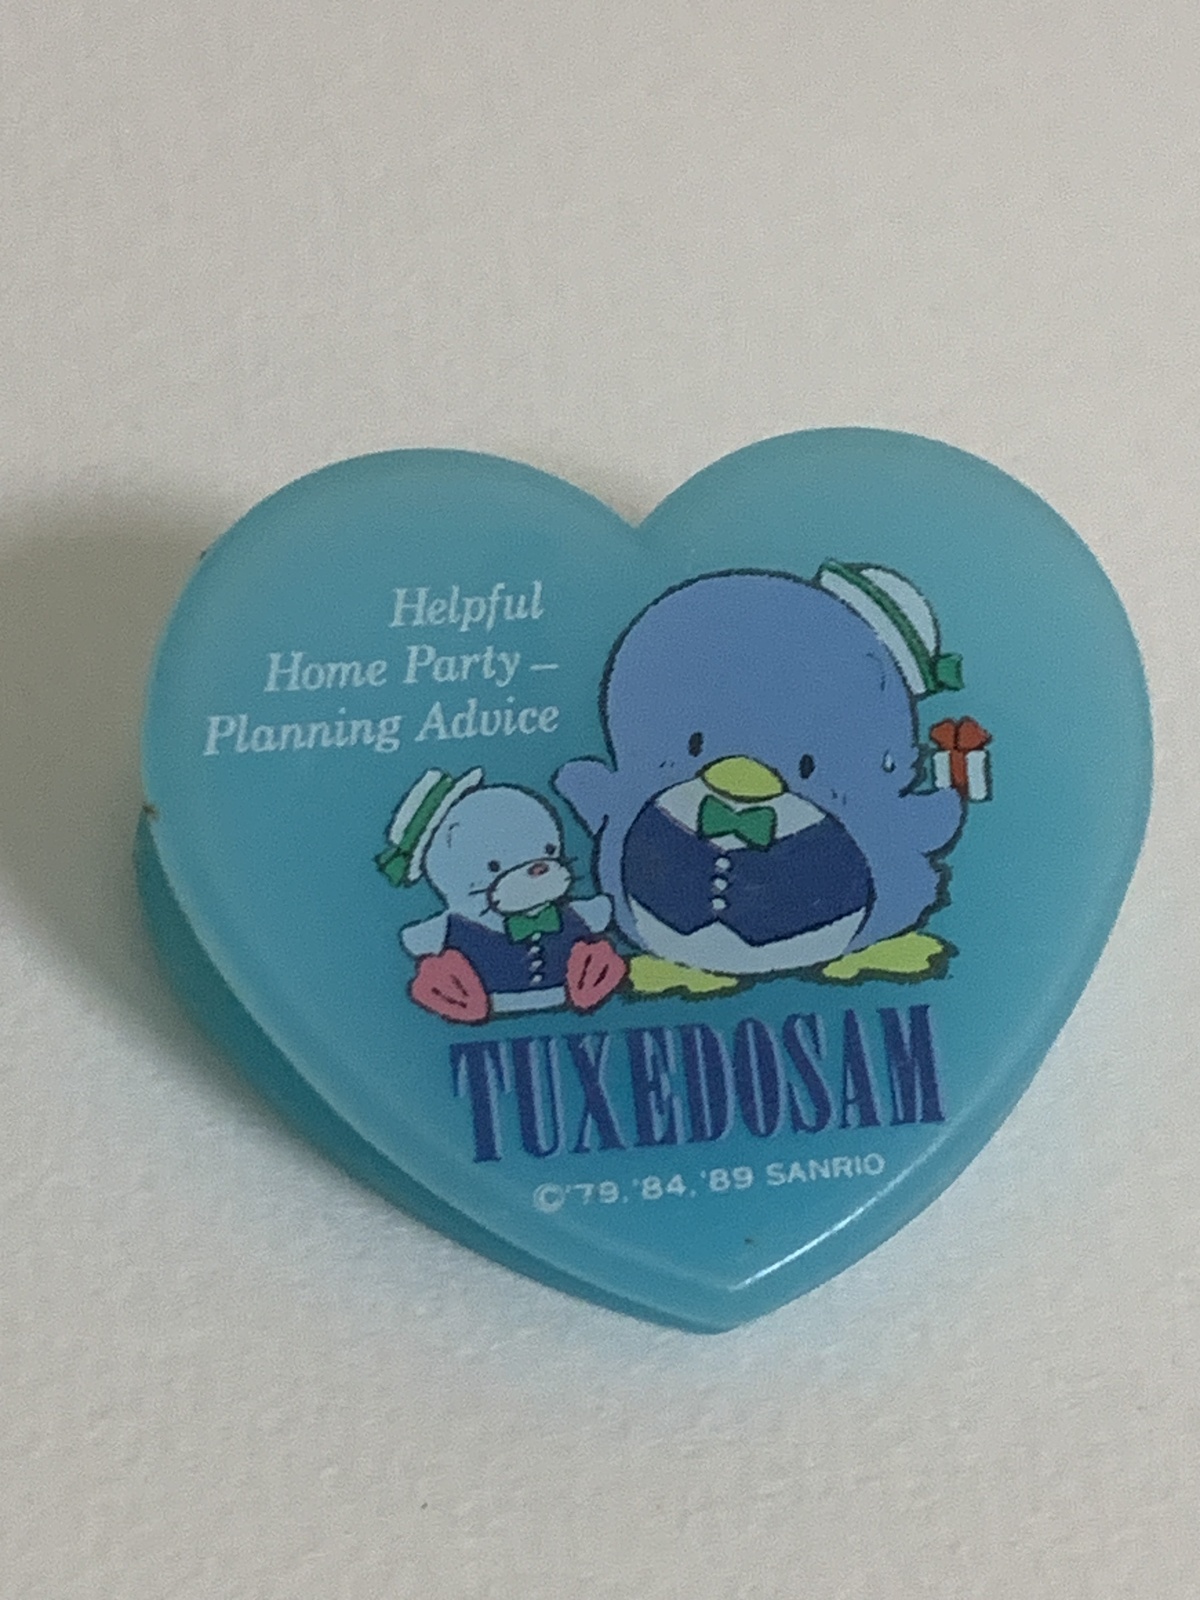 Helpful
Home Party –
Planning Advice
TUXEDOSAM
©'79,'84,'89 SANRIO